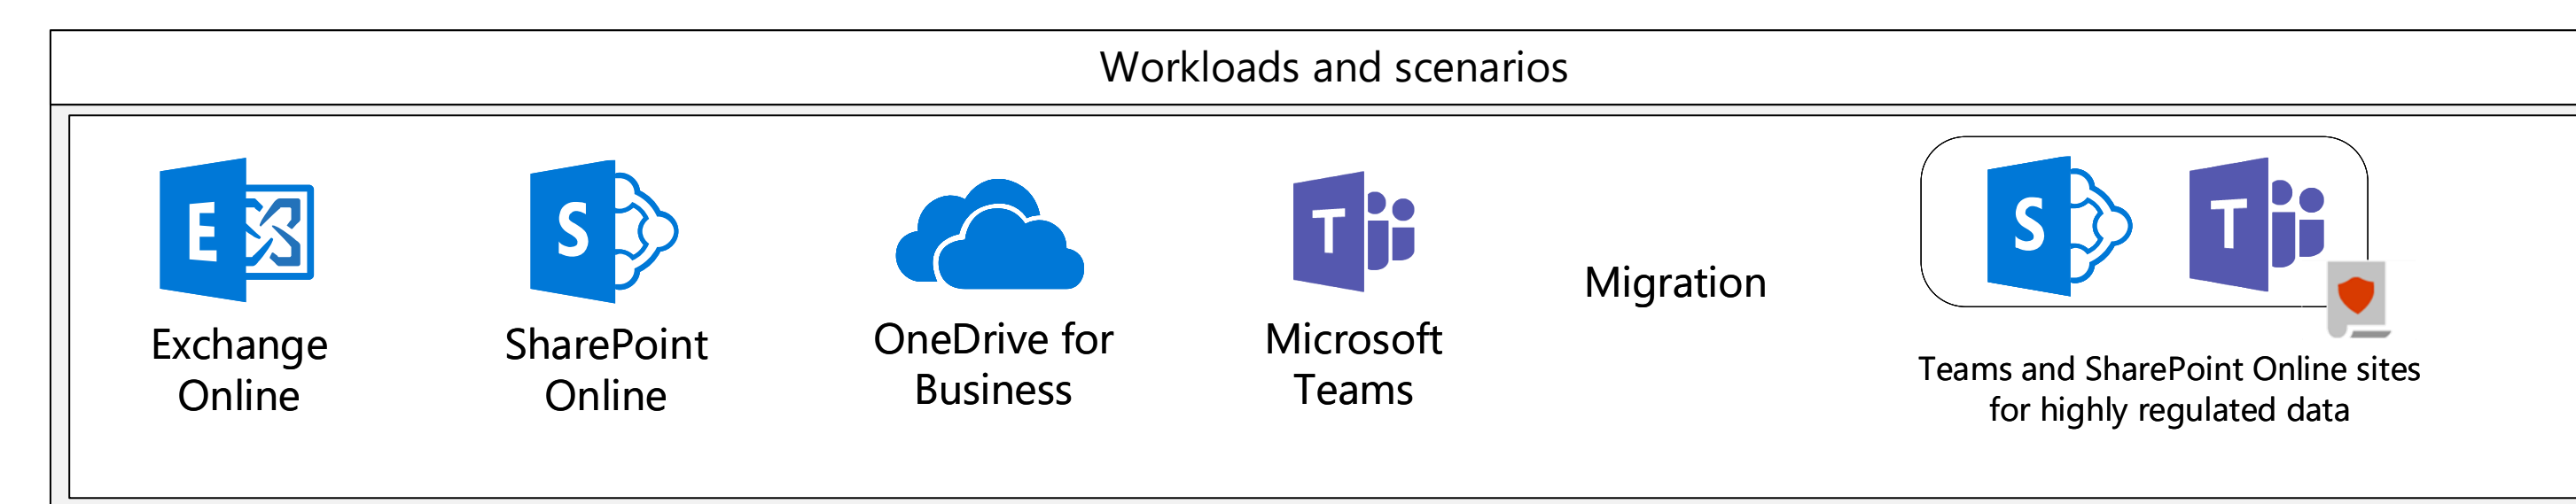 Workloads and scenarios
E
S
T
S
T
Migration
Exchange
Online
SharePoint
Online
OneDrive for
Business
Microsoft
Teams
Teams and SharePoint Online sites
for highly regulated data